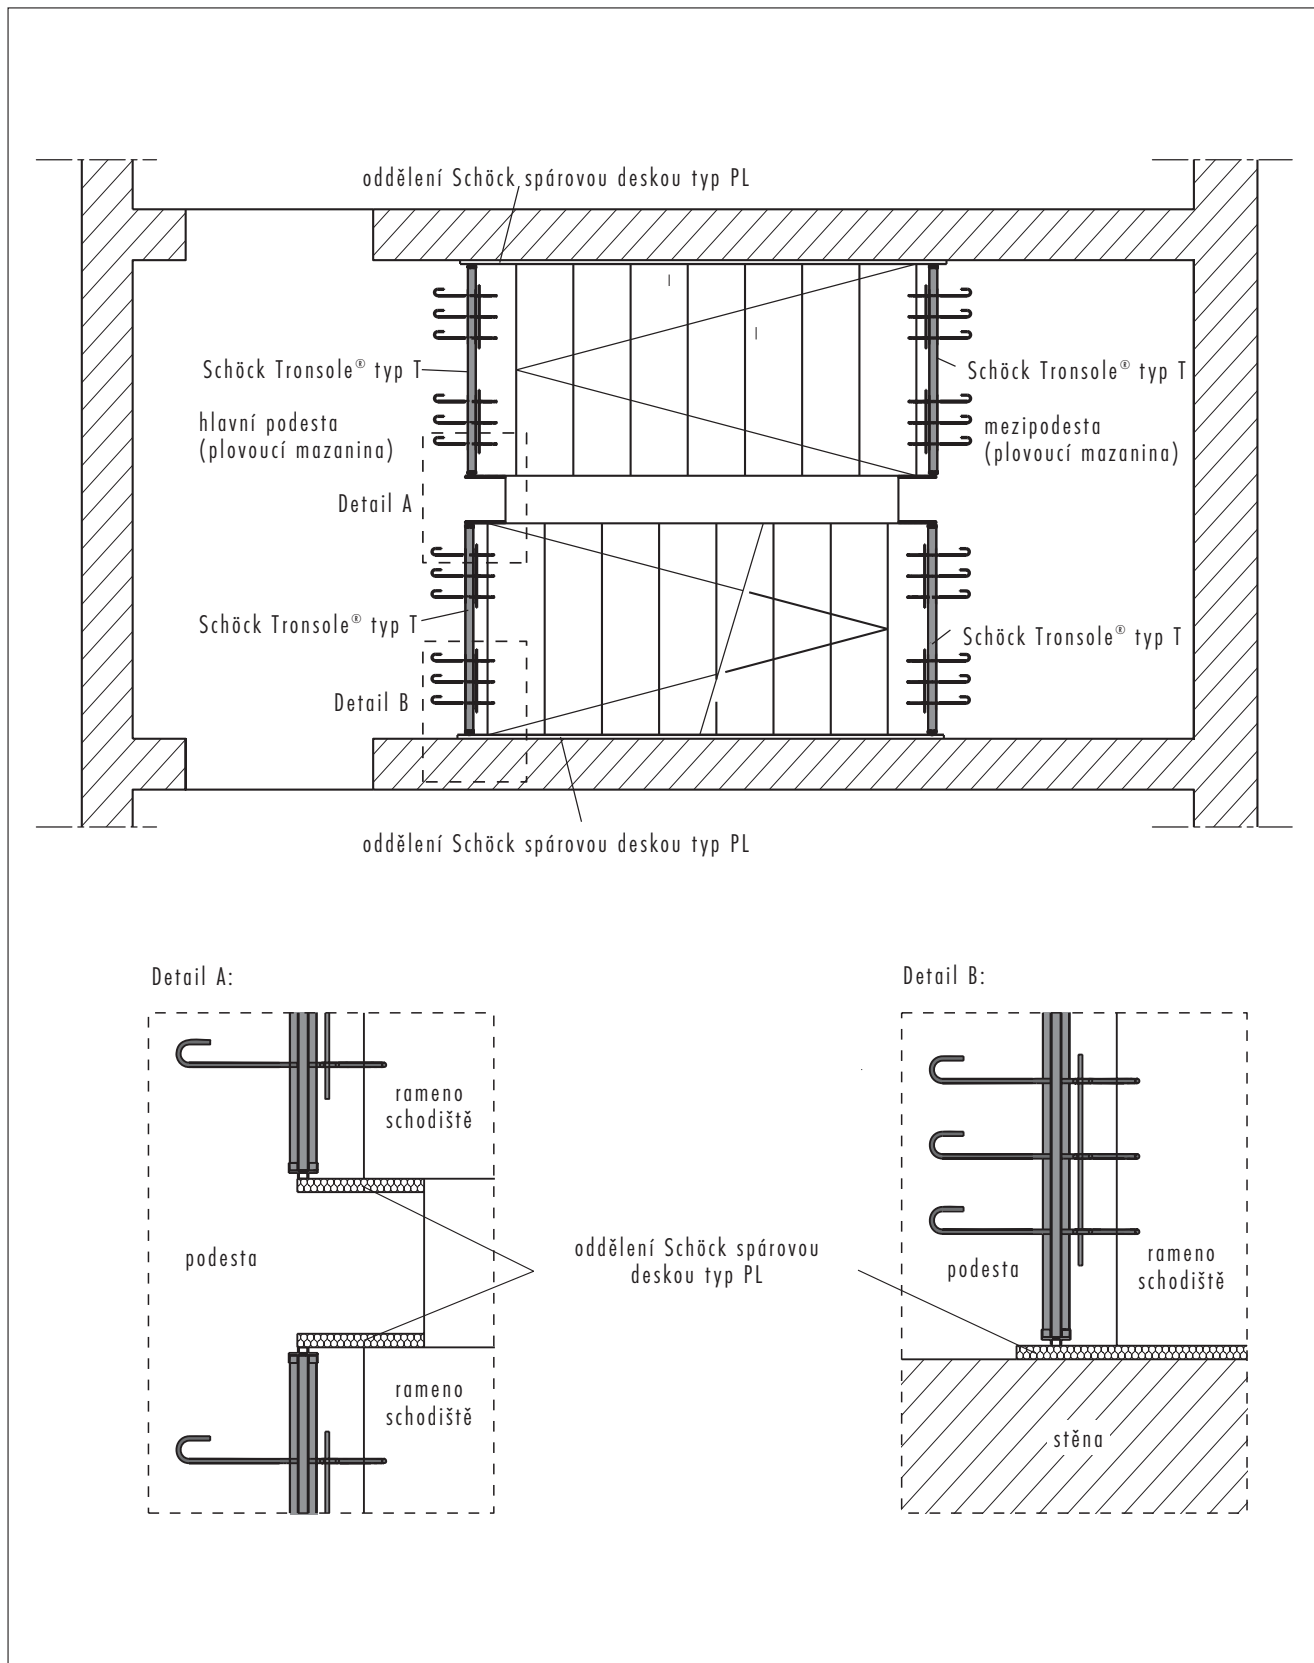 oddělení Schöck spárovou deskou typ PL
Schöck Tronsole® typ T
Schöck Tronsole® typ T
hlavní podesta
(plovoucí mazanina)
mezipodesta
(plovoucí mazanina)
Detail A
Schöck Tronsole® typ T
Schöck Tronsole® typ T
Detail B
oddělení Schöck spárovou deskou typ PL
Detail A:
Detail B:
rameno
schodiště
podesta
oddělení Schöck spárovou
deskou typ PL
podesta
rameno
schodiště
rameno
schodiště
stěna